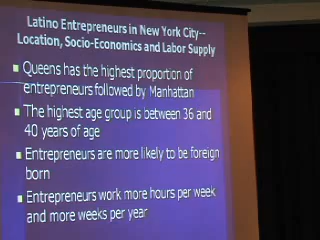 Latino Entrepreneurs in New York City--
Location, Socio-Economics and Labor Supply
Queens has the highest proportion of
entrepreneurs followed by Manhattan
The highest age group is between 36 and
40 years of age
Entrepreneurs are more likely to be foreign
born
Entrepreneurs work more hours per week
and more weeks per year